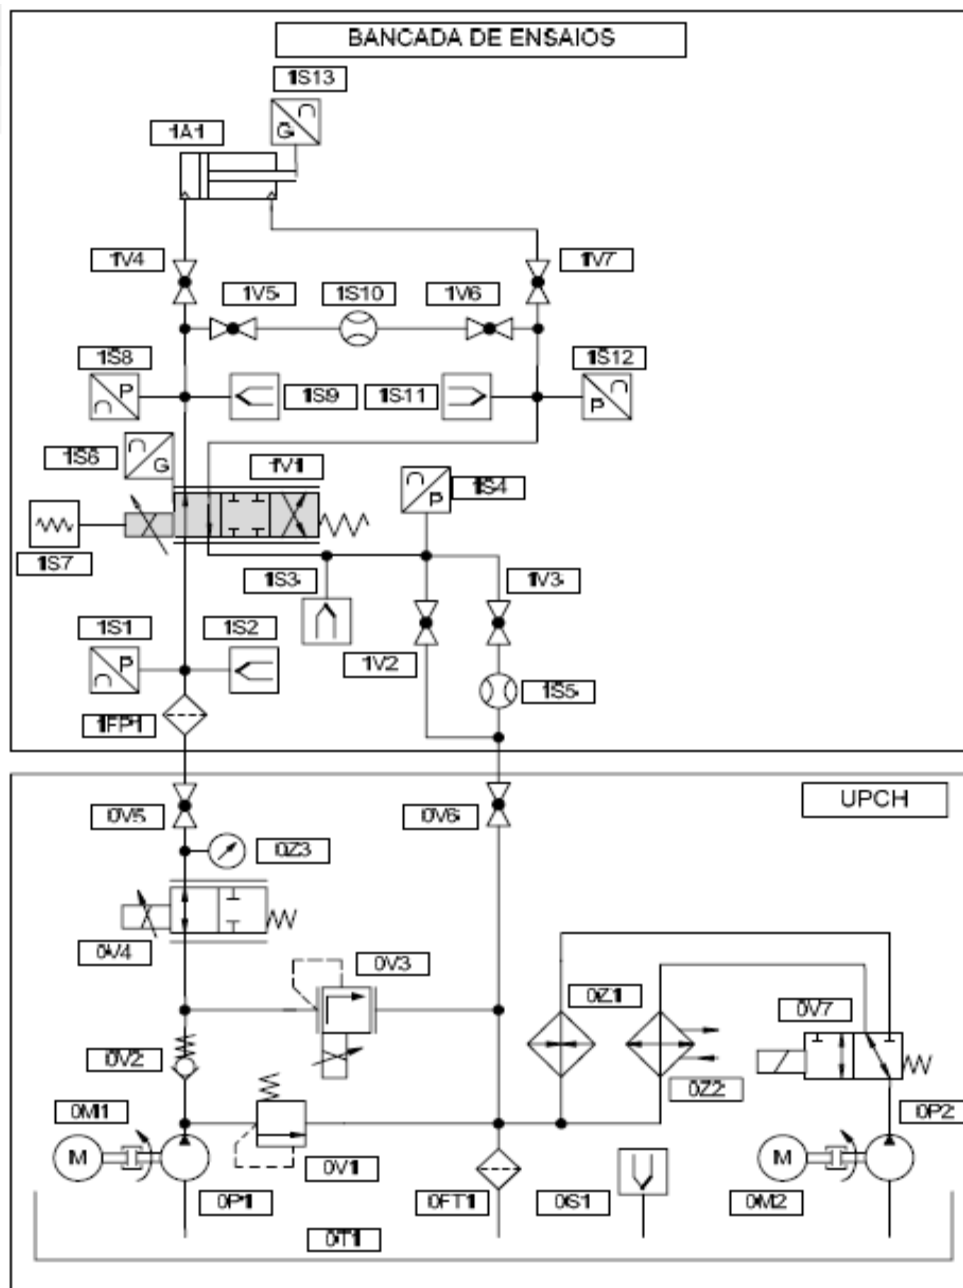 BANCADA DE ENSAIOS
1S13
G
1A1
1V4
1V7
1V5
1S10
1V6
1S8
P
1S9
1S11
1S12
P
1S6
G
1V1
1S4
P
1S7
1S3
1V3
1S1
P
1S2
1V2
1S5
1FP1
UPCH
0V5
0V6
0Z3
0V4
0V3
0Z1
0V7
0V2
0Z2
0M1
0P2
M
M
0V1
0P1
0FT1
0S1
0M2
0T1